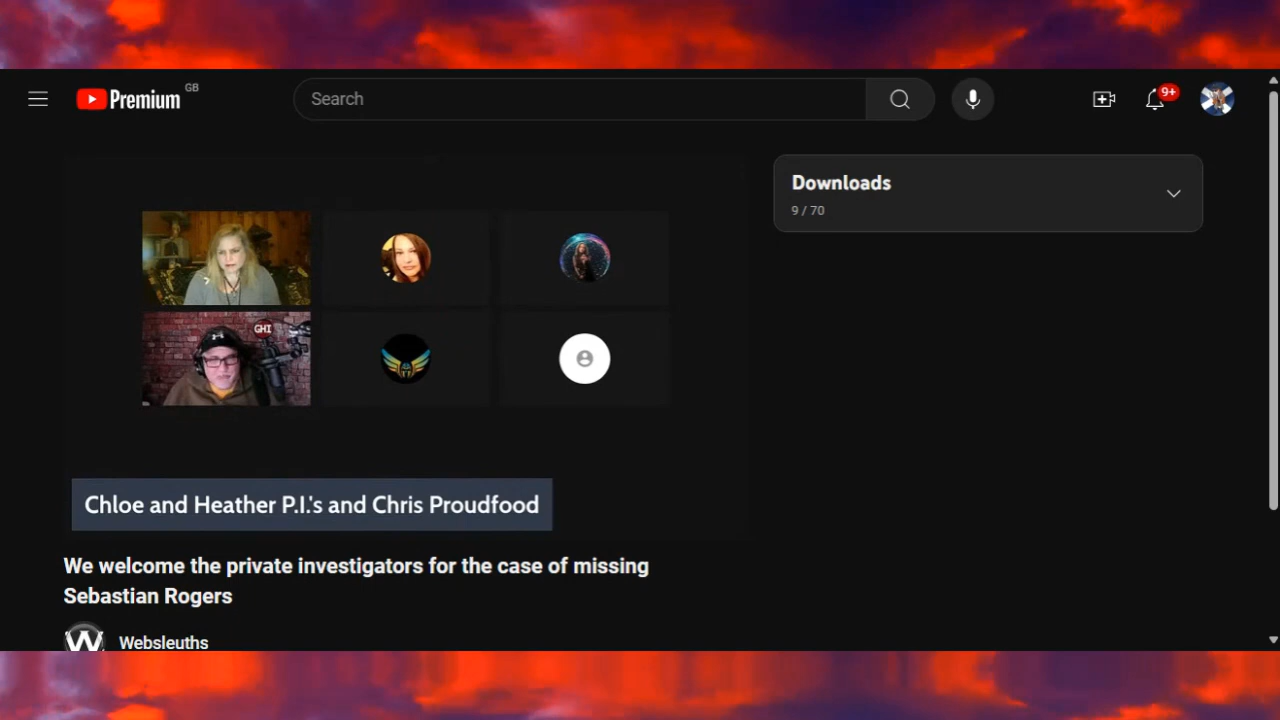 Premium GB
Search
9+
Downloads
9 / 70
GHI
Chloe and Heather P.I.'s and Chris Proudfood
We welcome the private investigators for the case of missing
Sebastian Rogers
W
Websleuths